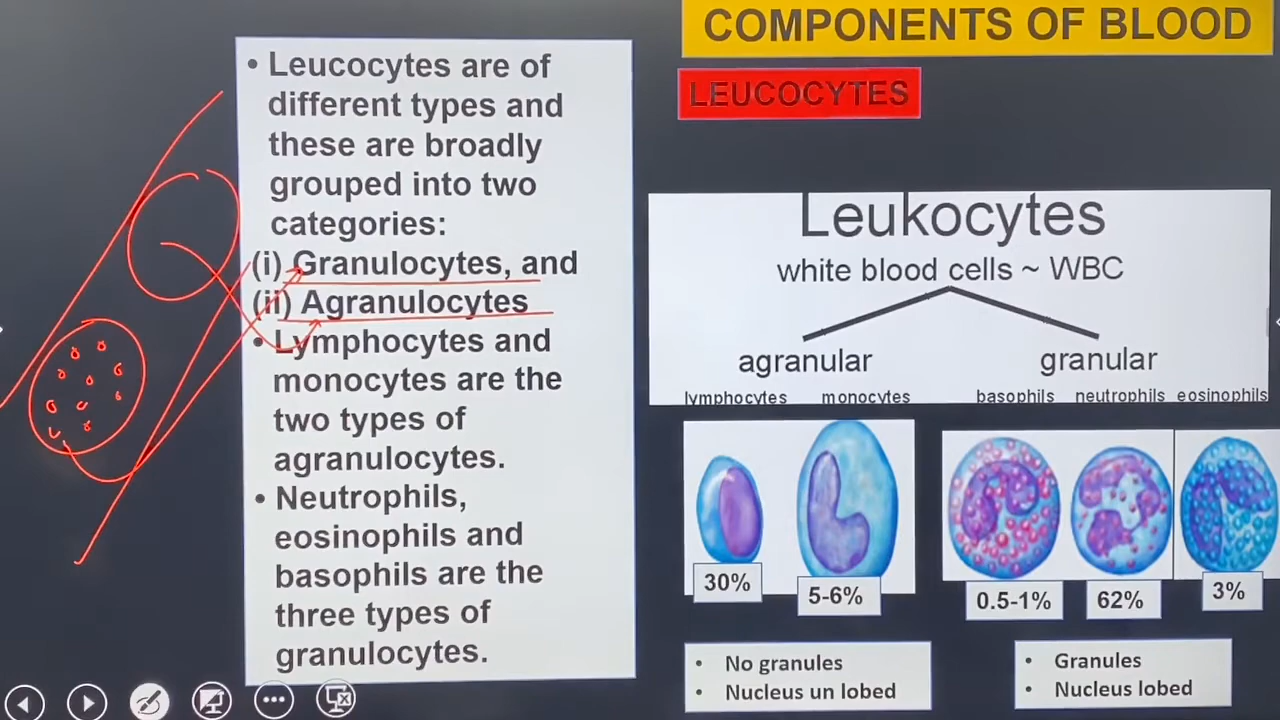 COMPONENTS OF BLOOD
LEUCOCYTES
• Leucocytes are of
different types and
these are broadly
grouped into two
categories:
(i) Granulocytes, and
(ii) Agranulocytes
• Lymphocytes and
monocytes are the
two types of
agranulocytes.
• Neutrophils,
eosinophils and
basophils are the
three types of
granulocytes.
Leukocytes
white blood cells ~ WBC
agranular granular
lymphocytes monocytes basophils neutrophils eosinophils
30% 5-6% 0.5-1% 62% 3%
• No granules
• Nucleus un lobed
• Granules
• Nucleus lobed